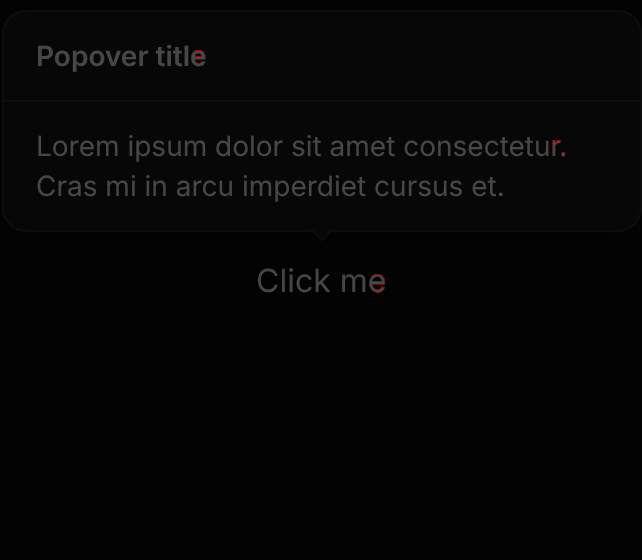 Popover title
Lorem ipsum dolor sit amet consectetur.
Cras mi in arcu imperdiet cursus et.
Click me